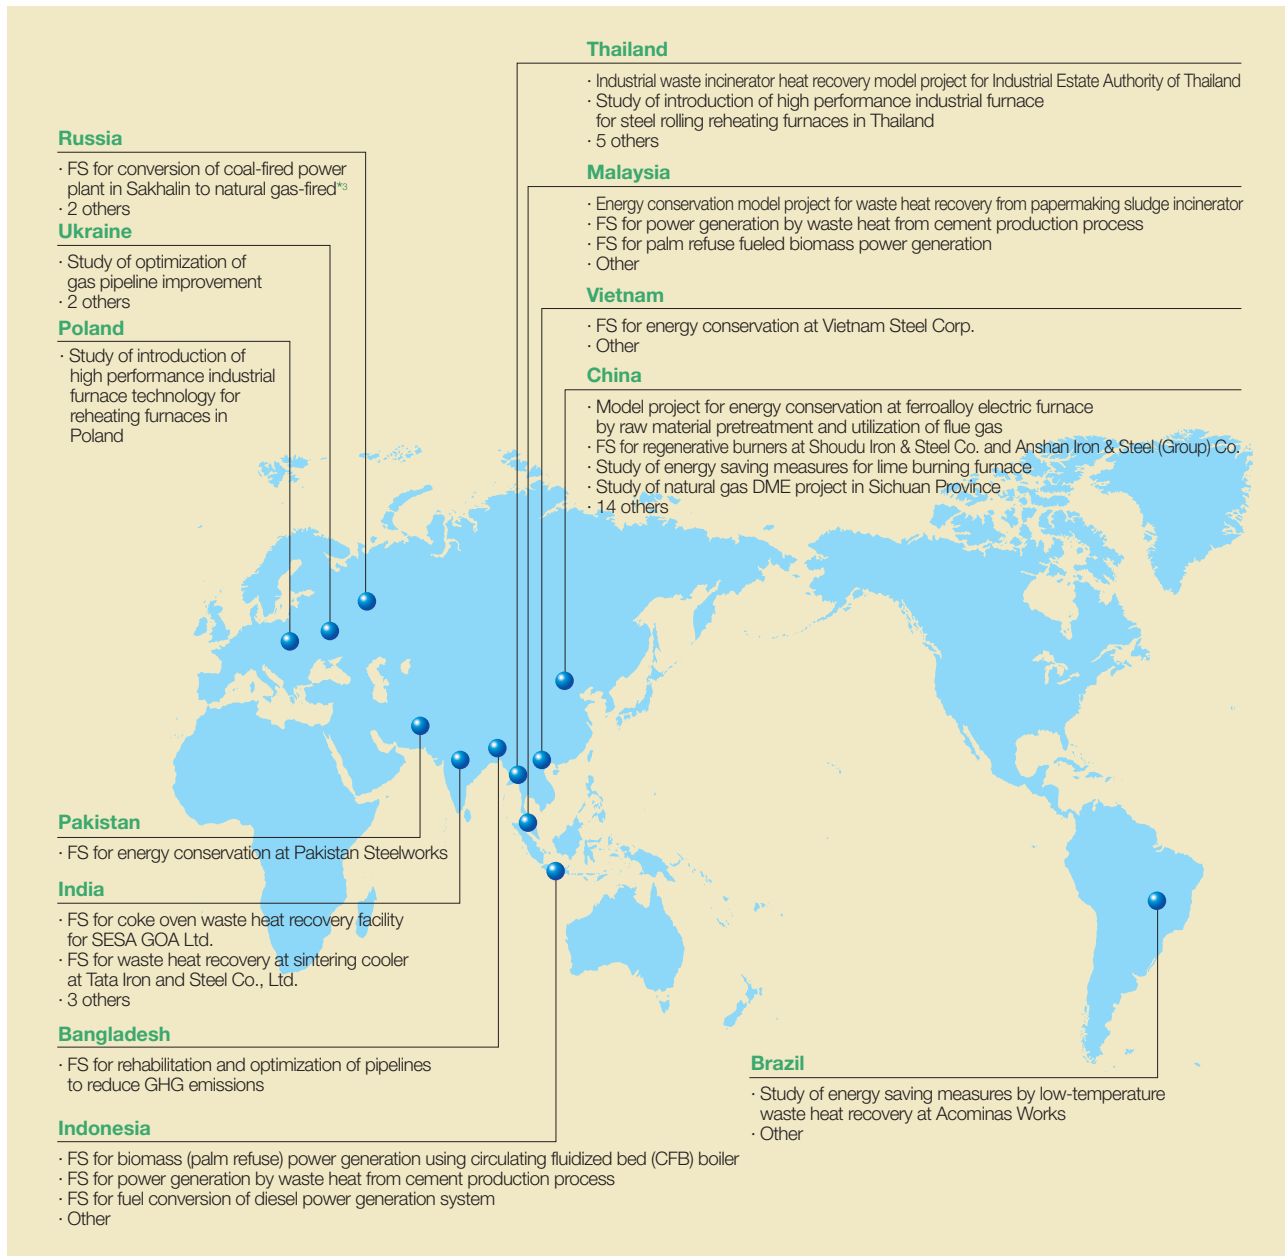 Russia
· FS for conversion of coal-fired power
plant in Sakhalin to natural gas-fired*3
· 2 others
Ukraine
· Study of optimization of
gas pipeline improvement
· 2 others
Poland
· Study of introduction of
high performance industrial
furnace technology for
reheating furnaces in
Poland
Thailand
· Industrial waste incinerator heat recovery model project for Industrial Estate Authority of Thailand
· Study of introduction of high performance industrial furnace
for steel rolling reheating furnaces in Thailand
· 5 others
Malaysia
· Energy conservation model project for waste heat recovery from papermaking sludge incinerator
· FS for power generation by waste heat from cement production process
· FS for palm refuse fueled biomass power generation
· Other
Vietnam
· FS for energy conservation at Vietnam Steel Corp.
· Other
China
· Model project for energy conservation at ferroalloy electric furnace
by raw material pretreatment and utilization of flue gas
· FS for regenerative burners at Shoudu Iron & Steel Co. and Anshan Iron & Steel (Group) Co.
· Study of energy saving measures for lime burning furnace
· Study of natural gas DME project in Sichuan Province
· 14 others
Pakistan
· FS for energy conservation at Pakistan Steelworks
India
· FS for coke oven waste heat recovery facility
for SESA GOA Ltd.
· FS for waste heat recovery at sintering cooler
at Tata Iron and Steel Co., Ltd.
· 3 others
Bangladesh
· FS for rehabilitation and optimization of pipelines
to reduce GHG emissions
Indonesia
· FS for biomass (palm refuse) power generation using circulating fluidized bed (CFB) boiler
· FS for power generation by waste heat from cement production process
· FS for fuel conversion of diesel power generation system
· Other
Brazil
· Study of energy saving measures by low-temperature
waste heat recovery at Acominas Works
· Other